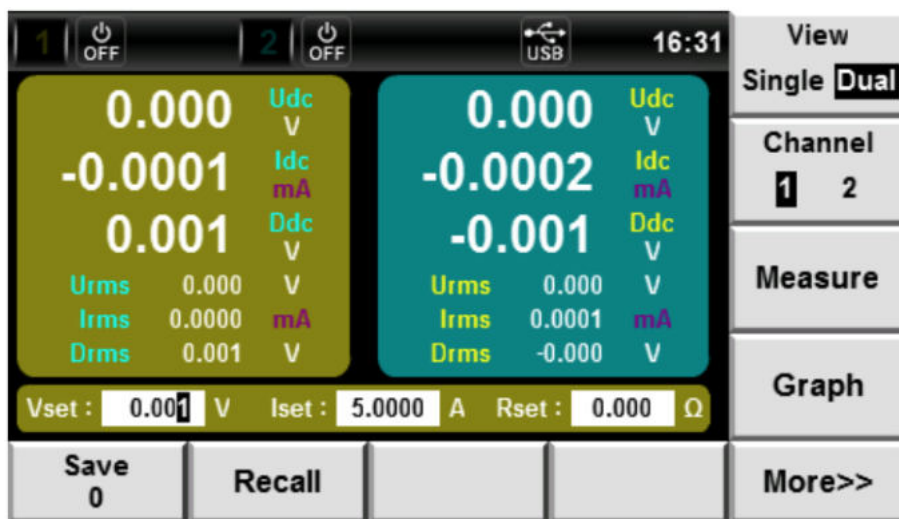 1 OFF 2 OFF USB 16:31
0.000 Udc V
-0.0001 Idc mA
0.001 Ddc V
Urms 0.000 V
Irms 0.0000 mA
Drms 0.001 V
0.000 Udc V
-0.0002 Idc mA
-0.001 Ddc V
Urms 0.000 V
Irms 0.0001 mA
Drms -0.000 V
Vset : 0.001 V Iset : 5.0000 A Rset : 0.000 Ω
View
Single Dual
Channel
1 2
Measure
Graph
More>>
Save
0
Recall